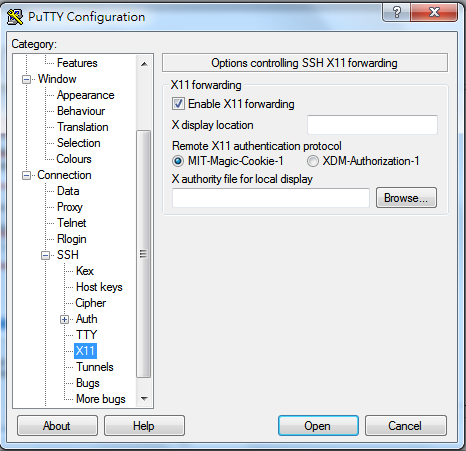 PuTTY Configuration
Category:
Features
Window
Appearance
Behaviour
Translation
Selection
Colours
Connection
Data
Proxy
Telnet
Rlogin
SSH
Kex
Host keys
Cipher
Auth
TTY
X11
Tunnels
Bugs
More bugs
Options controlling SSH X11 forwarding
X11 forwarding
Enable X11 forwarding
X display location
Remote X11 authentication protocol
MIT-Magic-Cookie-1 XDM-Authorization-1
X authority file for local display
Browse...
About Help Open Cancel